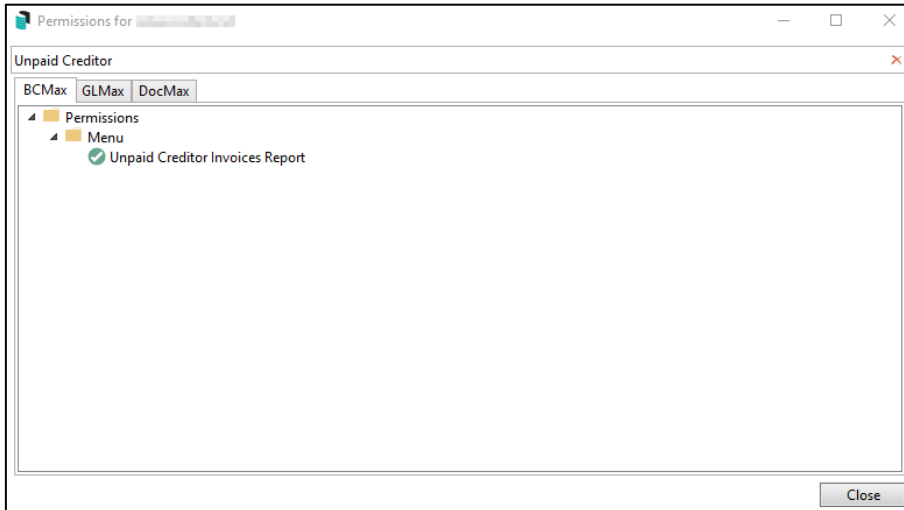 Permissions for
Unpaid Creditor
BCMax GLMax DocMax
Permissions
Menu
Unpaid Creditor Invoices Report
Close